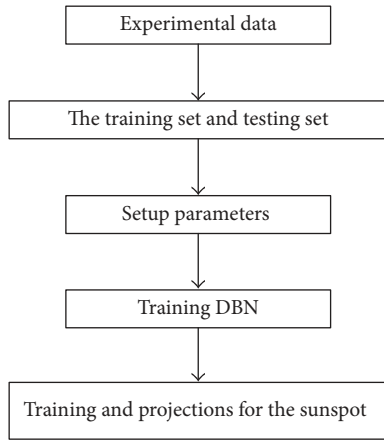 Experimental data
The training set and testing set
Setup parameters
Training DBN
Training and projections for the sunspot